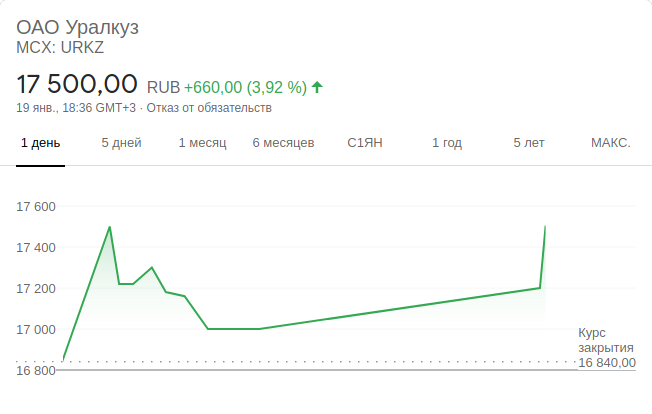 ОАО Уралкуз
MCX: URKZ
17 500,00 RUB +660,00 (3,92 %)
19 янв., 18:36 GMT+3 · Отказ от обязательств
1 день 5 дней 1 месяц 6 месяцев С1ЯН 1 год 5 лет МАКС.
17 600
17 400
17 200
17 000
Курс
закрытия
16 840,00
16 800